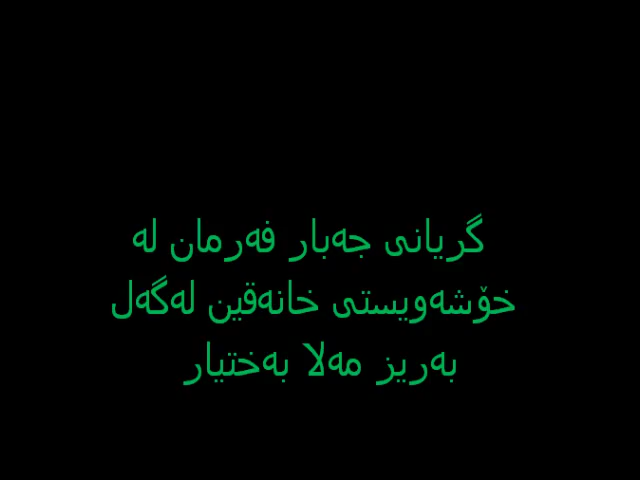 گریانی جەبار فەرمان لە
خۆشەویستی خانەقین لەگەل
بەریز مەلا بەختیار